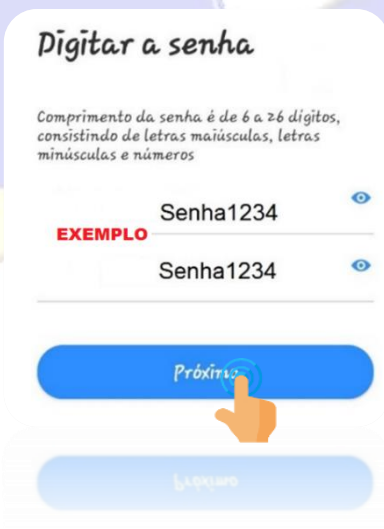 Digitar a senha
Comprimento da senha é de 6 a 26 dígitos,
consistindo de letras maiúsculas, letras
minúsculas e números
Senha1234
EXEMPLO
Senha1234
Próximo
Próximo